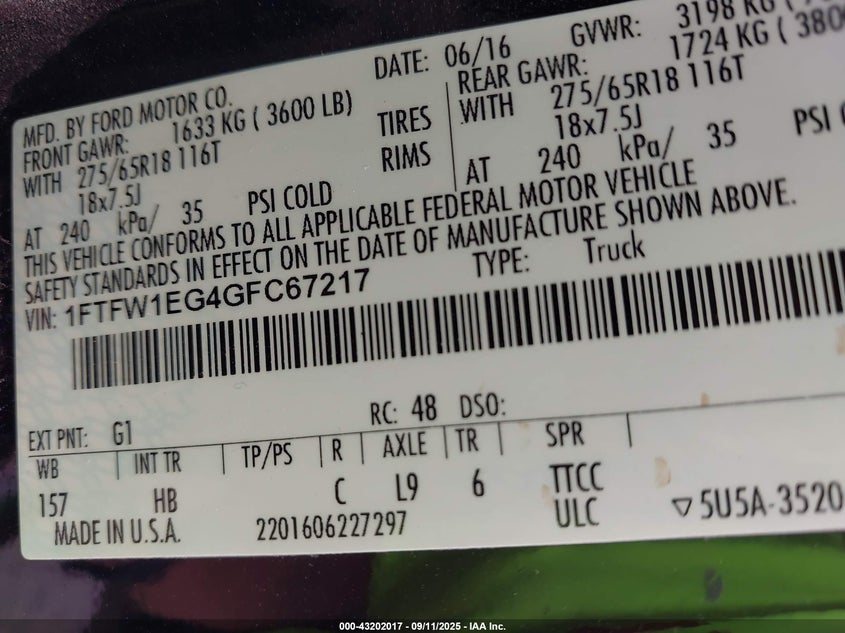 MFD. BY FORD MOTOR CO.
DATE: 06/16
GVWR: 3198 KG
FRONT GAWR: 1633 KG ( 3600 LB)
REAR GAWR: 1724 KG ( 380
WITH 275/65R18 116T TIRES
WITH 275/65R18 116T
18x7.5J RIMS
18x7.5J
AT 240 kPa/ 35 PSI COLD
AT 240 kPa/ 35 PSI
THIS VEHICLE CONFORMS TO ALL APPLICABLE FEDERAL MOTOR VEHICLE
SAFETY STANDARDS IN EFFECT ON THE DATE OF MANUFACTURE SHOWN ABOVE.
VIN: 1FTFW1EG4GFC67217
TYPE: Truck
EXT PNT: G1
RC: 48 DSO:
WB INT TR TP/PS R AXLE TR SPR
157 HB C L9 6 TTCC
ULC
MADE IN U.S.A.
2201606227297
5U5A-3520
000-43202017 - 09/11/2025 - IAA Inc.